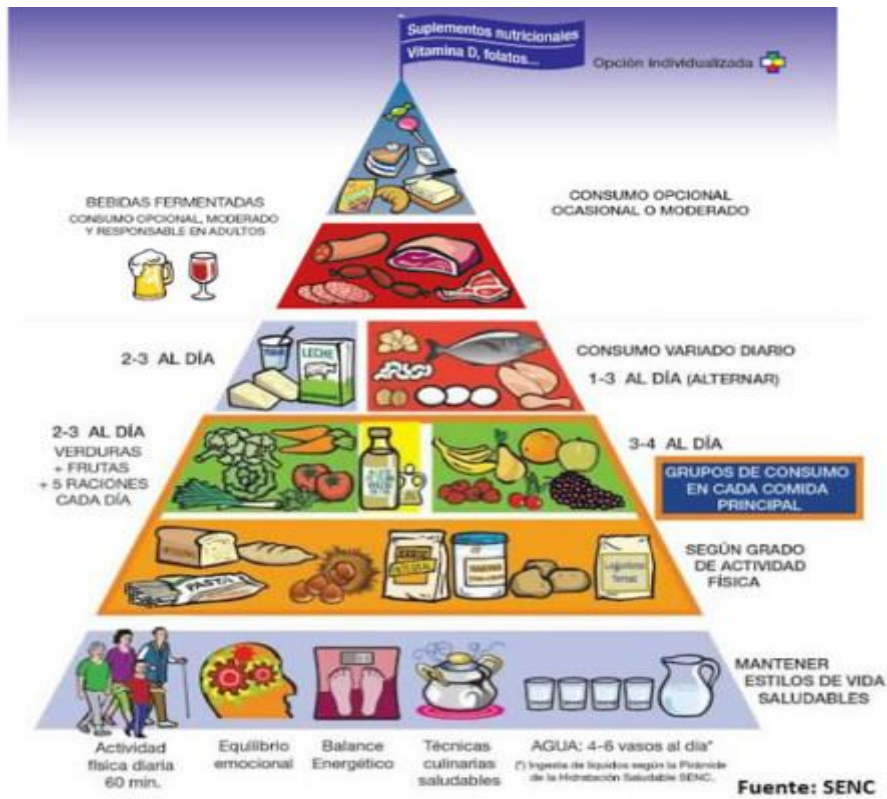 Suplementos nutricionales
Vitamina D, folatos...
Opción Individualizada
BEBIDAS FERMENTADAS
CONSUMO OPCIONAL, MODERADO
Y RESPONSABLE EN ADULTOS
CONSUMO OPCIONAL
OCASIONAL O MODERADO
2-3 AL DÍA
LECHE
CONSUMO VARIADO DIARIO
1-3 AL DÍA (ALTERNAR)
2-3 AL DÍA
VERDURAS
+ FRUTAS
+ 5 RACIONES
CADA DÍA
3-4 AL DÍA
GRUPOS DE CONSUMO
EN CADA COMIDA
PRINCIPAL
PASTA
INTEGRAL
SEGÚN GRADO
DE ACTIVIDAD
FÍSICA
MANTENER
ESTILOS DE VIDA
SALUDABLES
Actividad
física diaria
60 min.
Equilibrio
emocional
Balance
Energético
Técnicas
culinarias
saludables
AGUA: 4-6 vasos al día*
(*) Ingesta de líquidos según la Pirámide
de la Hidratación Saludable SENC.
Fuente: SENC